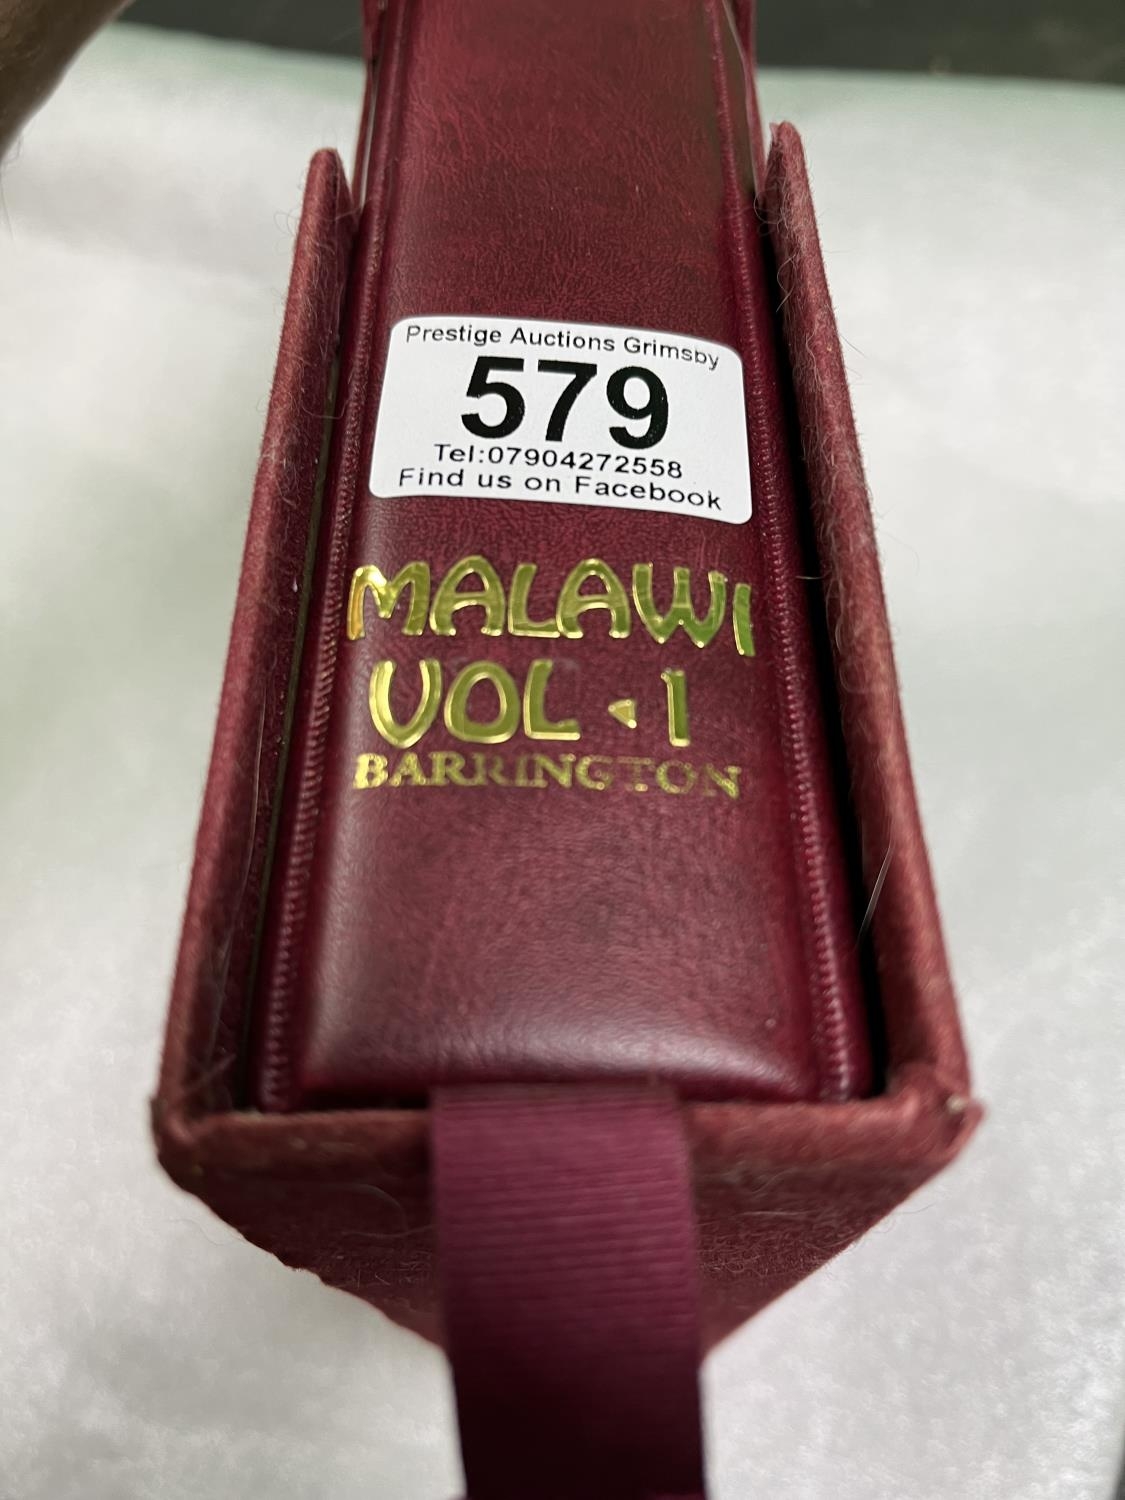 Prestige Auctions Grimsby
579
Tel:07904272558
Find us on Facebook
MALAWI
VOL ◂ 1
BARRINGTON